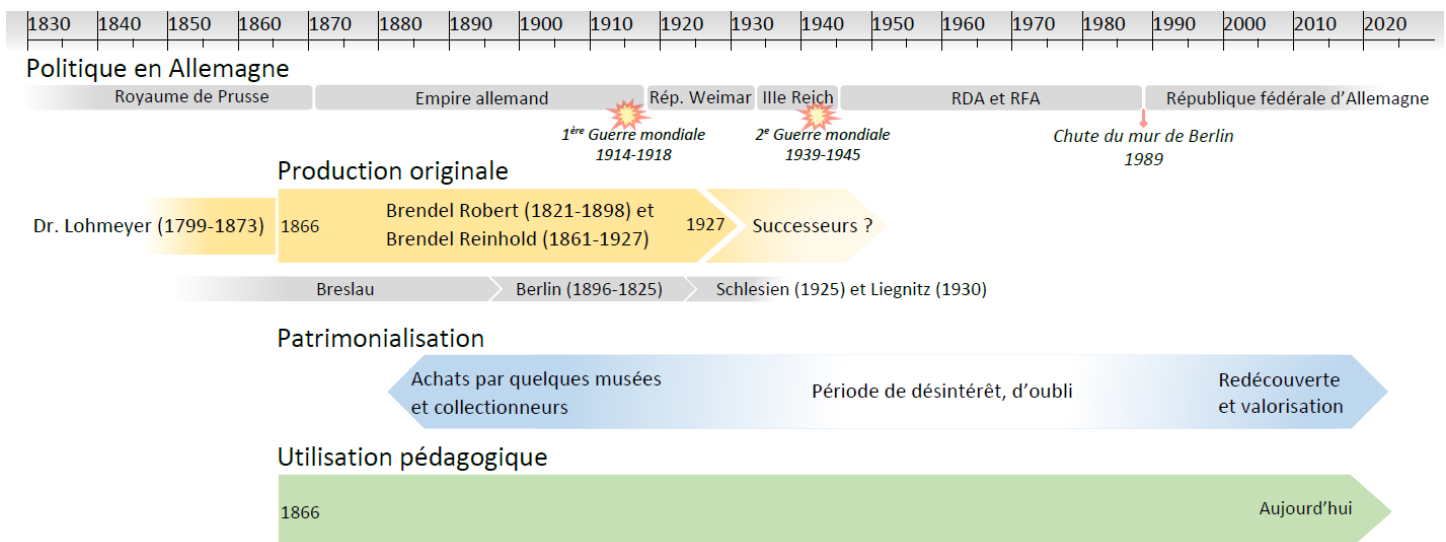 1830 1840 1850 1860 1870 1880 1890 1900 1910 1920 1930 1940 1950 1960 1970 1980 1990 2000 2010 2020
Politique en Allemagne
Royaume de Prusse Empire allemand Rép. Weimar IIIe Reich RDA et RFA République fédérale d'Allemagne
1ère Guerre mondiale
1914-1918
2e Guerre mondiale
1939-1945
Chute du mur de Berlin
1989
Production originale
Dr. Lohmeyer (1799-1873)
1866
Brendel Robert (1821-1898) et
Brendel Reinhold (1861-1927)
1927
Successeurs ?
Breslau Berlin (1896-1825) Schlesien (1925) et Liegnitz (1930)
Patrimonialisation
Achats par quelques musées
et collectionneurs
Période de désintérêt, d'oubli
Redécouverte
et valorisation
Utilisation pédagogique
1866 Aujourd'hui